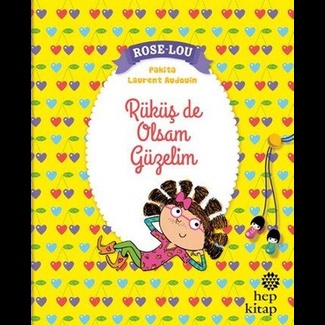 ROSE-LOU
Pakita
Laurent Audouin
Rüküş de
Olsam
Güzelim
hep
kitap